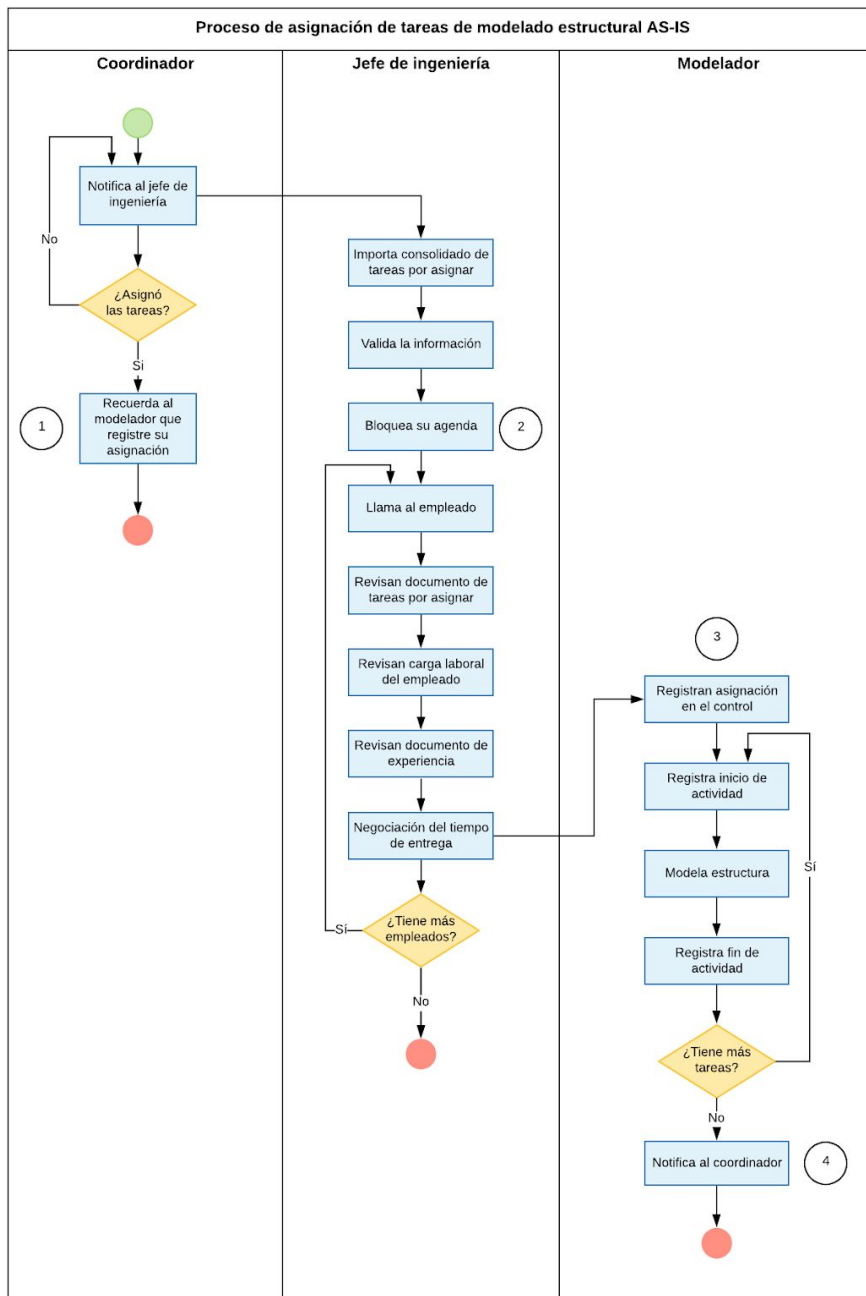 Proceso de asignación de tareas de modelado estructural AS-IS
Coordinador
Jefe de ingeniería
Modelador
Notifica al jefe de
ingeniería
No
¿Asignó
las tareas?
Si
1
Recuerda al
modelador que
registre su
asignación
Importa consolidado de
tareas por asignar
Valida la información
Bloquea su agenda
2
Llama al empleado
Revisan documento de
tareas por asignar
Revisan carga laboral
del empleado
Revisan documento de
experiencia
Negociación del tiempo
de entrega
¿Tiene más
empleados?
Sí
No
3
Registran asignación
en el control
Registra inicio de
actividad
Modela estructura
Sí
Registra fin de
actividad
¿Tiene más
tareas?
No
Notifica al coordinador
4